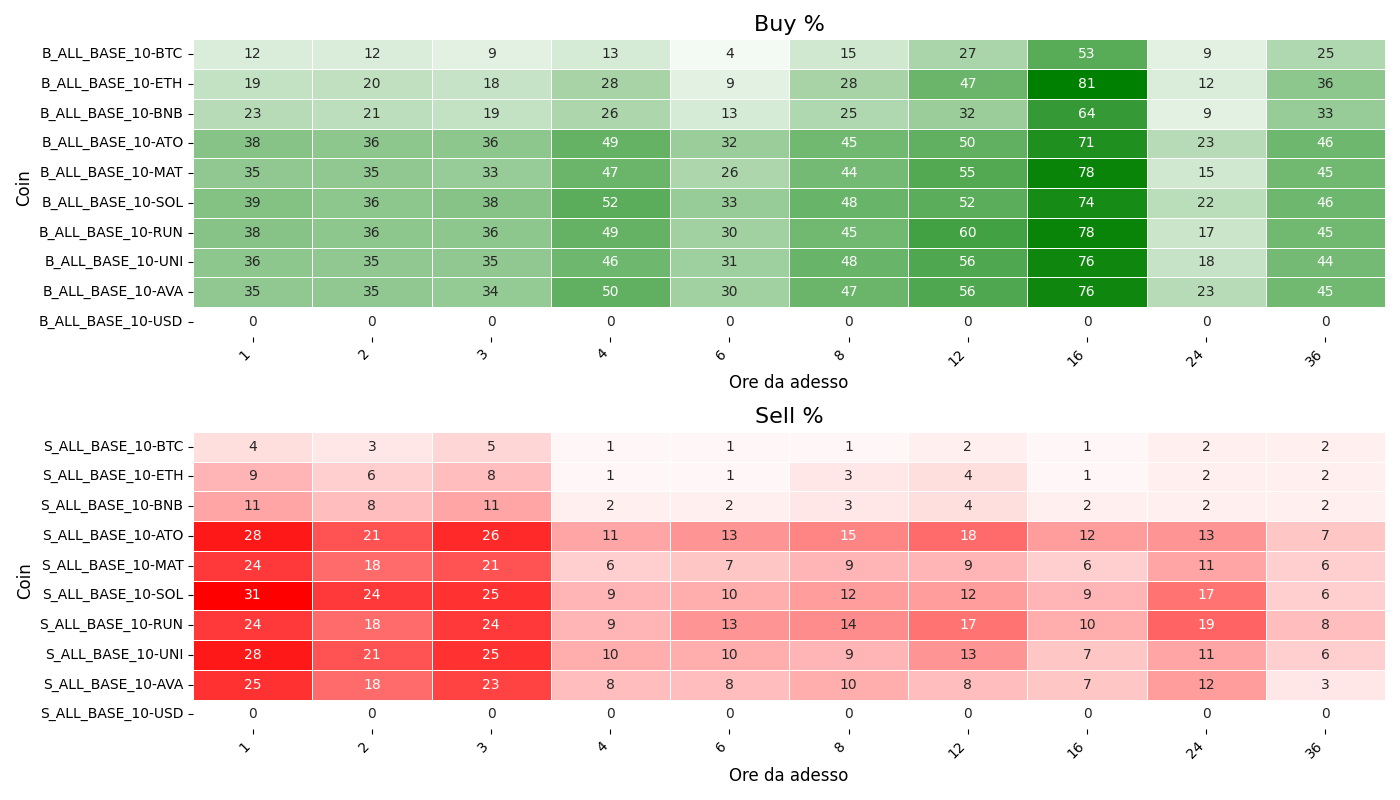 Buy %
Coin
B_ALL_BASE_10-BTC 12 12 9 13 4 15 27 53 9 25
B_ALL_BASE_10-ETH 19 20 18 28 9 28 47 81 12 36
B_ALL_BASE_10-BNB 23 21 19 26 13 25 32 64 9 33
B_ALL_BASE_10-ATO 38 36 36 49 32 45 50 71 23 46
B_ALL_BASE_10-MAT 35 35 33 47 26 44 55 78 15 45
B_ALL_BASE_10-SOL 39 36 38 52 33 48 52 74 22 46
B_ALL_BASE_10-RUN 38 36 36 49 30 45 60 78 17 45
B_ALL_BASE_10-UNI 36 35 35 46 31 48 56 76 18 44
B_ALL_BASE_10-AVA 35 35 34 50 30 47 56 76 23 45
B_ALL_BASE_10-USD 0 0 0 0 0 0 0 0 0 0
1 2 3 4 6 8 12 16 24 36
Ore da adesso
Sell %
Coin
S_ALL_BASE_10-BTC 4 3 5 1 1 1 2 1 2 2
S_ALL_BASE_10-ETH 9 6 8 1 1 3 4 1 2 2
S_ALL_BASE_10-BNB 11 8 11 2 2 3 4 2 2 2
S_ALL_BASE_10-ATO 28 21 26 11 13 15 18 12 13 7
S_ALL_BASE_10-MAT 24 18 21 6 7 9 9 6 11 6
S_ALL_BASE_10-SOL 31 24 25 9 10 12 12 9 17 6
S_ALL_BASE_10-RUN 24 18 24 9 13 14 17 10 19 8
S_ALL_BASE_10-UNI 28 21 25 10 10 9 13 7 11 6
S_ALL_BASE_10-AVA 25 18 23 8 8 10 8 7 12 3
S_ALL_BASE_10-USD 0 0 0 0 0 0 0 0 0 0
1 2 3 4 6 8 12 16 24 36
Ore da adesso